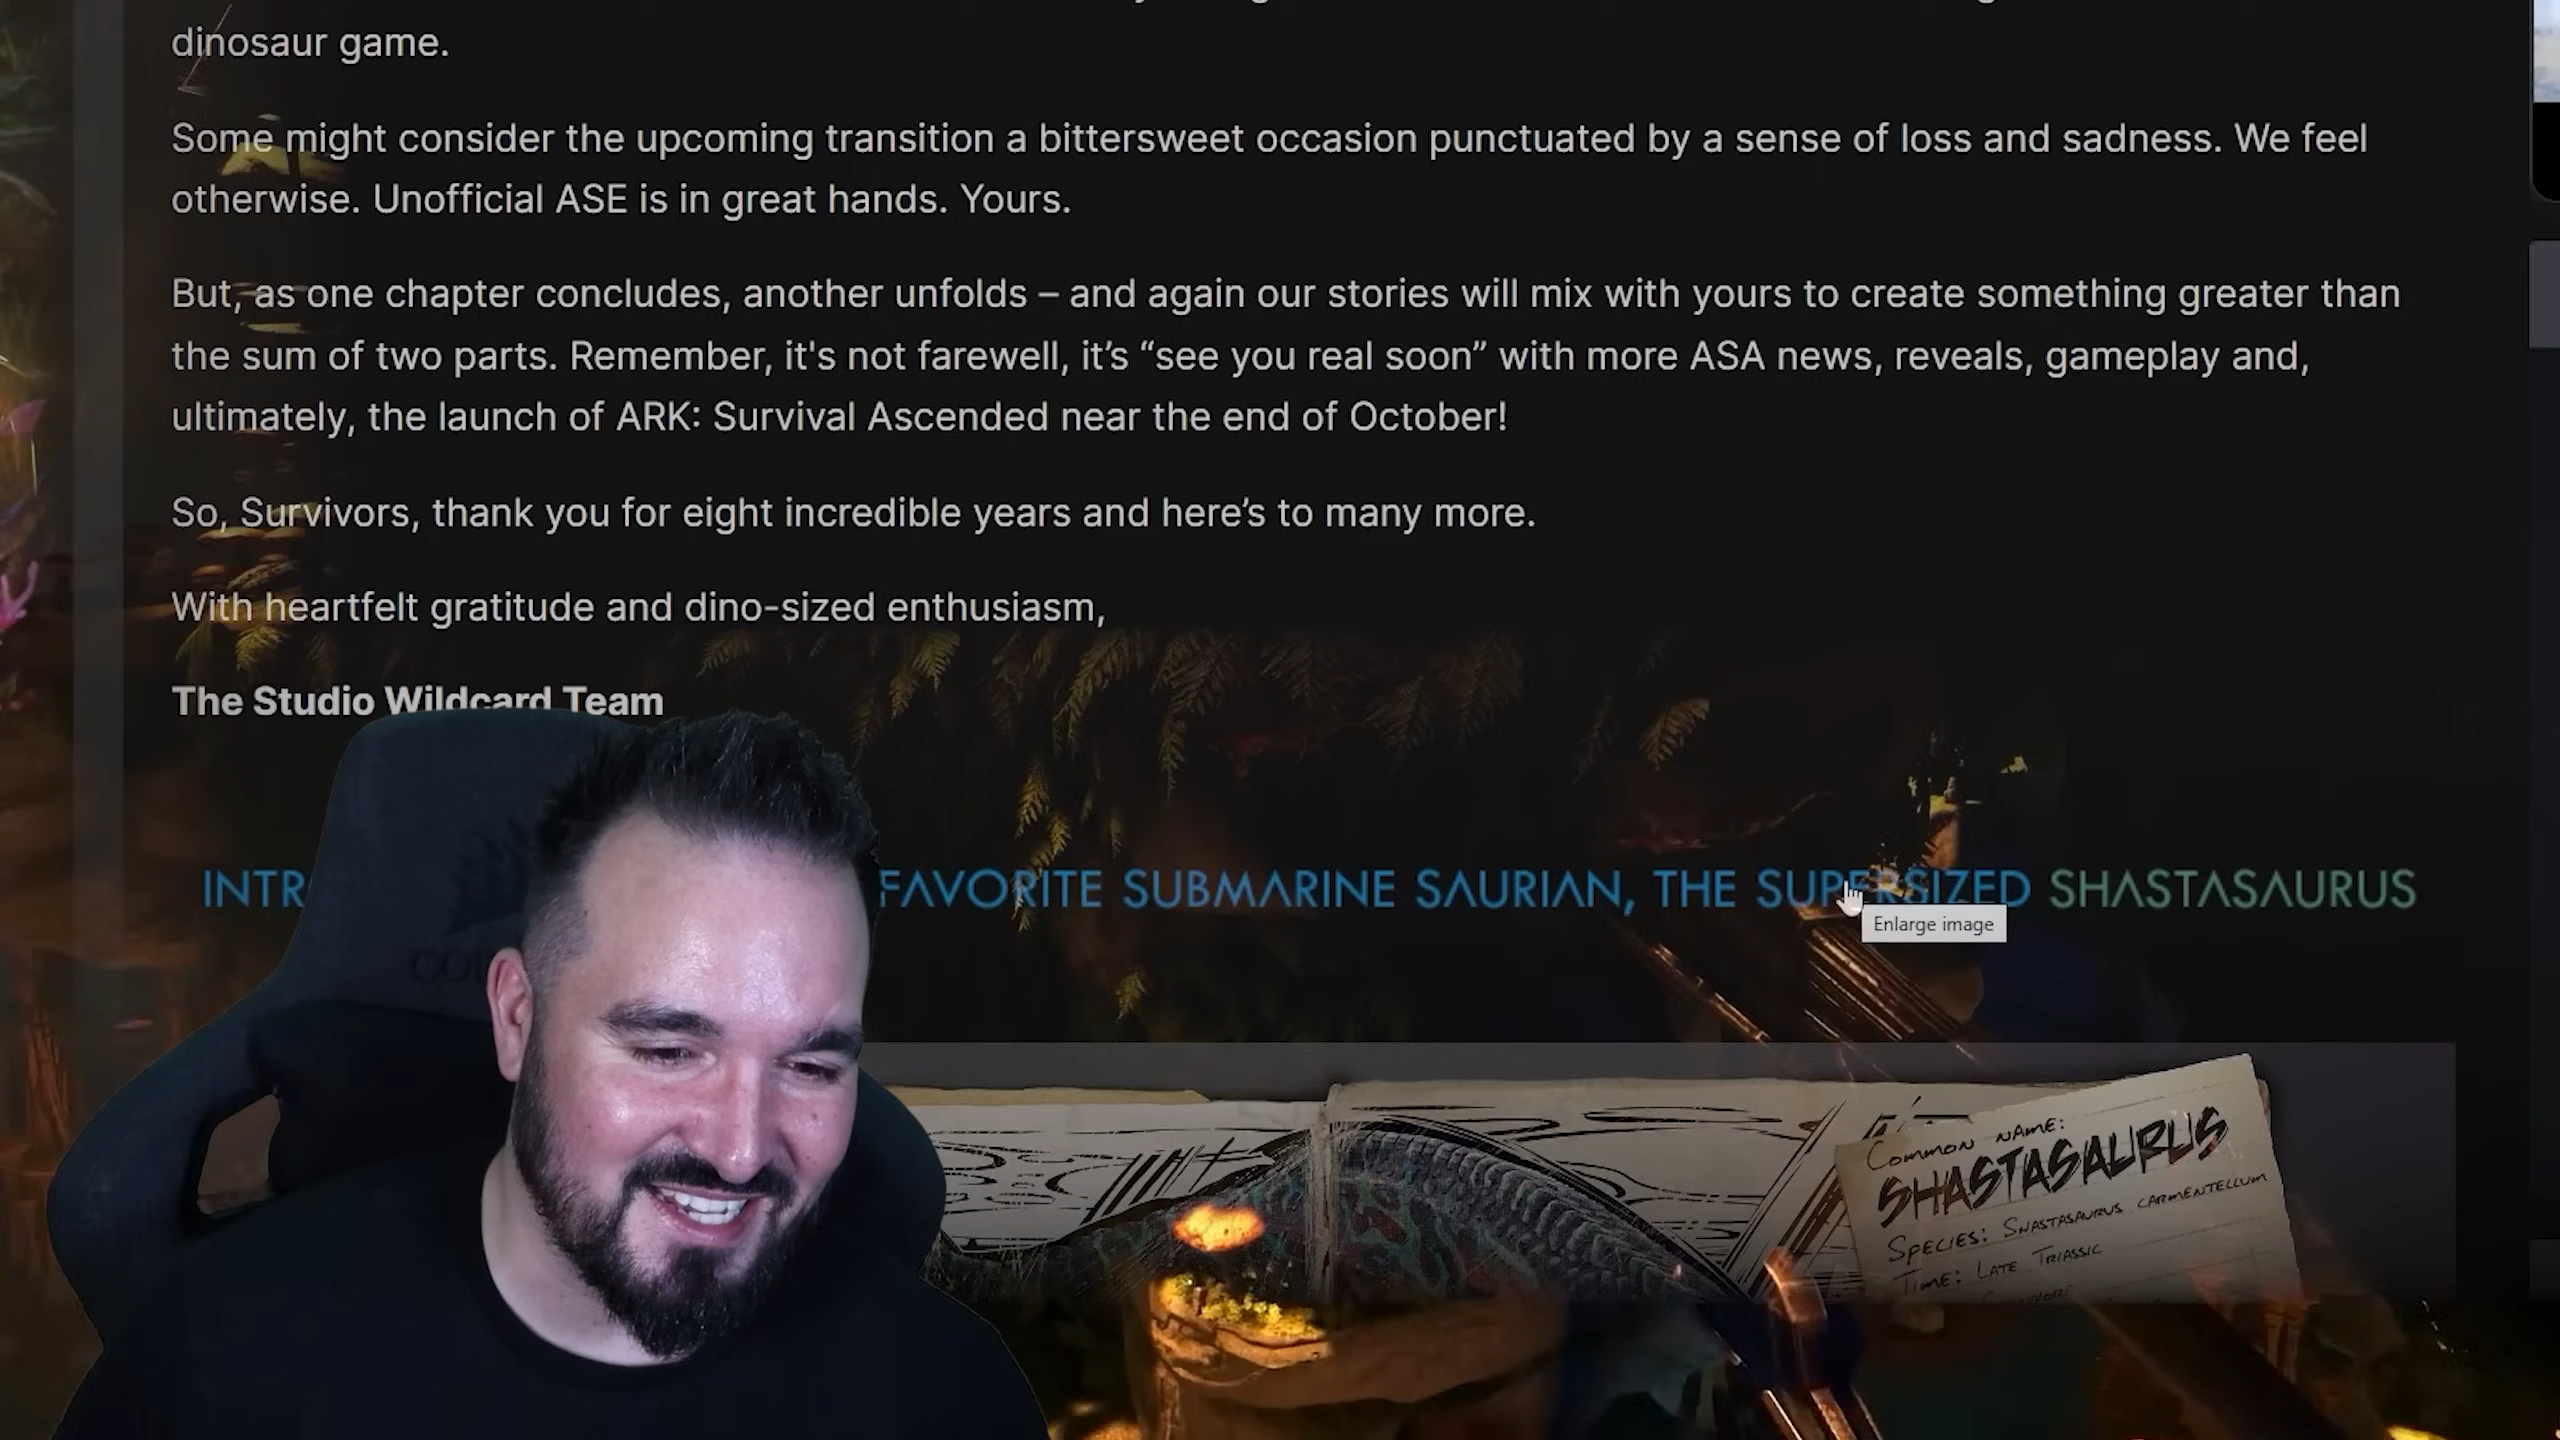 dinosaur game.
Some might consider the upcoming transition a bittersweet occasion punctuated by a sense of loss and sadness. We feel
otherwise. Unofficial ASE is in great hands. Yours.
But, as one chapter concludes, another unfolds – and again our stories will mix with yours to create something greater than
the sum of two parts. Remember, it's not farewell, it’s “see you real soon” with more ASA news, reveals, gameplay and,
ultimately, the launch of ARK: Survival Ascended near the end of October!
So, Survivors, thank you for eight incredible years and here’s to many more.
With heartfelt gratitude and dino-sized enthusiasm,
The Studio Wildcard Team
INTR FAVORITE SUBMARINE SAURIAN, THE SUPERSIZED SHASTASAURUS
Enlarge image
COMMON NAME:
SHASTASAURUS
SPECIES: SHASTASAURUS CARMENTELLUM
TIME: LATE TRIASSIC